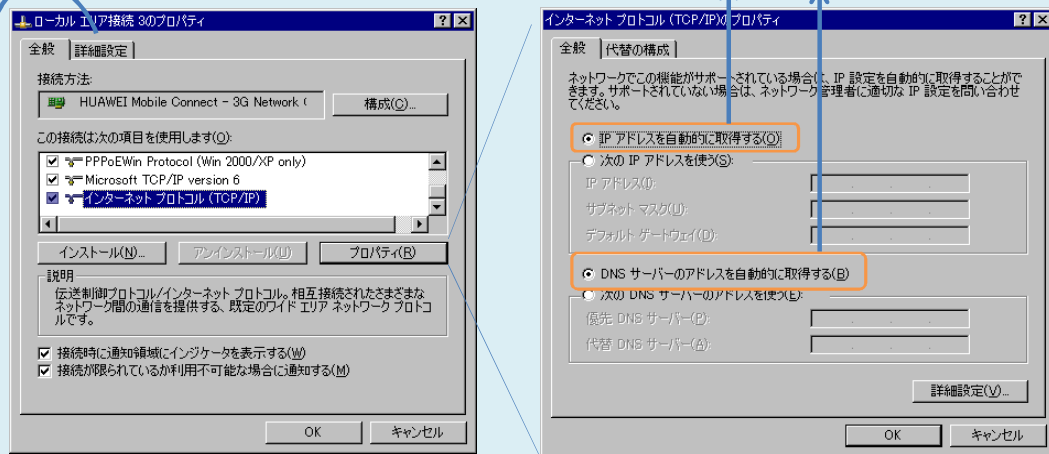 ローカル エリア接続 3のプロパティ
全般
詳細設定
接続方法:
HUAWEI Mobile Connect - 3G Network (
構成(C)...
この接続は次の項目を使用します(O):
PPPoEWin Protocol (Win 2000/XP only)
Microsoft TCP/IP version 6
インターネット プロトコル (TCP/IP)
インストール(N)...
アンインストール(U)
プロパティ(R)
説明
伝送制御プロトコル/インターネット プロトコル。相互接続されたさまざまな
ネットワーク間の通信を提供する、既定のワイド エリア ネットワーク プロトコ
ルです。
接続時に通知領域にインジケータを表示する(W)
接続が限られているか利用不可能な場合に通知する(M)
OK
キャンセル
インターネット プロトコル (TCP/IP)のプロパティ
全般
代替の構成
ネットワークでこの機能がサポートされている場合は、IP 設定を自動的に取得することがで
きます。サポートされていない場合は、ネットワーク管理者に適切な IP 設定を問い合わせ
てください。
IP アドレスを自動的に取得する(O)
次の IP アドレスを使う(S):
IP アドレス(I):
サブネット マスク(U):
デフォルト ゲートウェイ(D):
DNS サーバーのアドレスを自動的に取得する(B)
次の DNS サーバーのアドレスを使う(E):
優先 DNS サーバー(P):
代替 DNS サーバー(A):
詳細設定(V)...
OK
キャンセル